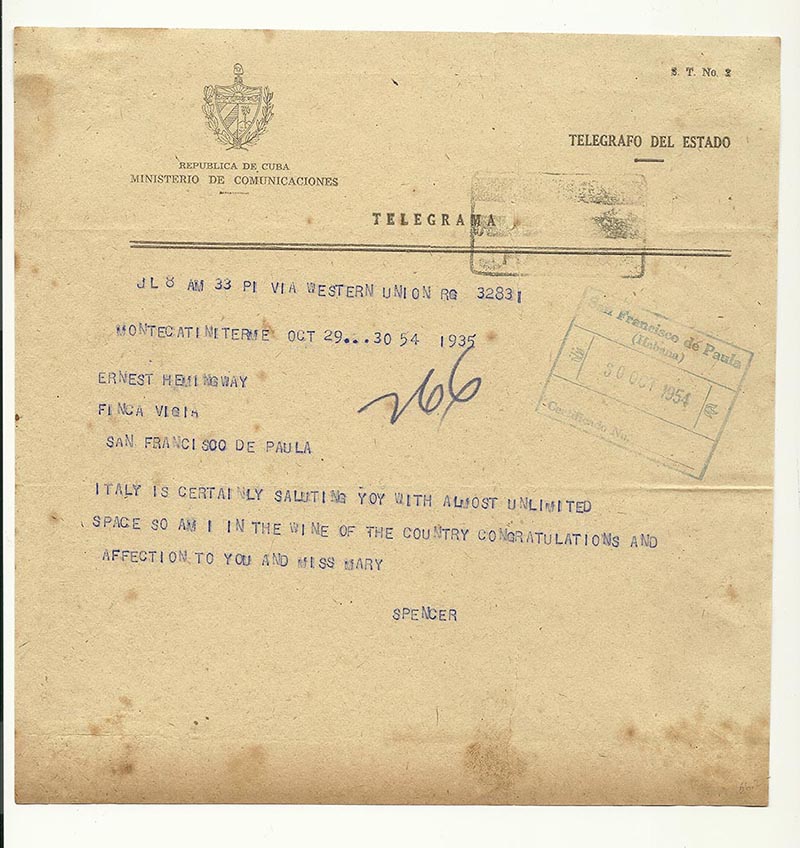 S. T. No. 2
TELEGRAFO DEL ESTADO
REPUBLICA DE CUBA
MINISTERIO DE COMUNICACIONES
TELEGRAMA
JL 8 AM 33 PI VIA WESTERN UNION RG 32831
MONTECATINITERME OCT 29...30 54 1935
San Francisco de Paula
(Habana)
30 OCT 1954
Certificado No.
ERNEST HEMINGWAY
FINCA VIGIA
SAN FRANCISCO DE PAULA
266
ITALY IS CERTAINLY SALUTING YOY WITH ALMOST UNLIMITED
SPACE SO AM I IN THE WINE OF THE COUNTRY CONGRATULATIONS AND
AFFECTION TO YOU AND MISS MARY
SPENCER